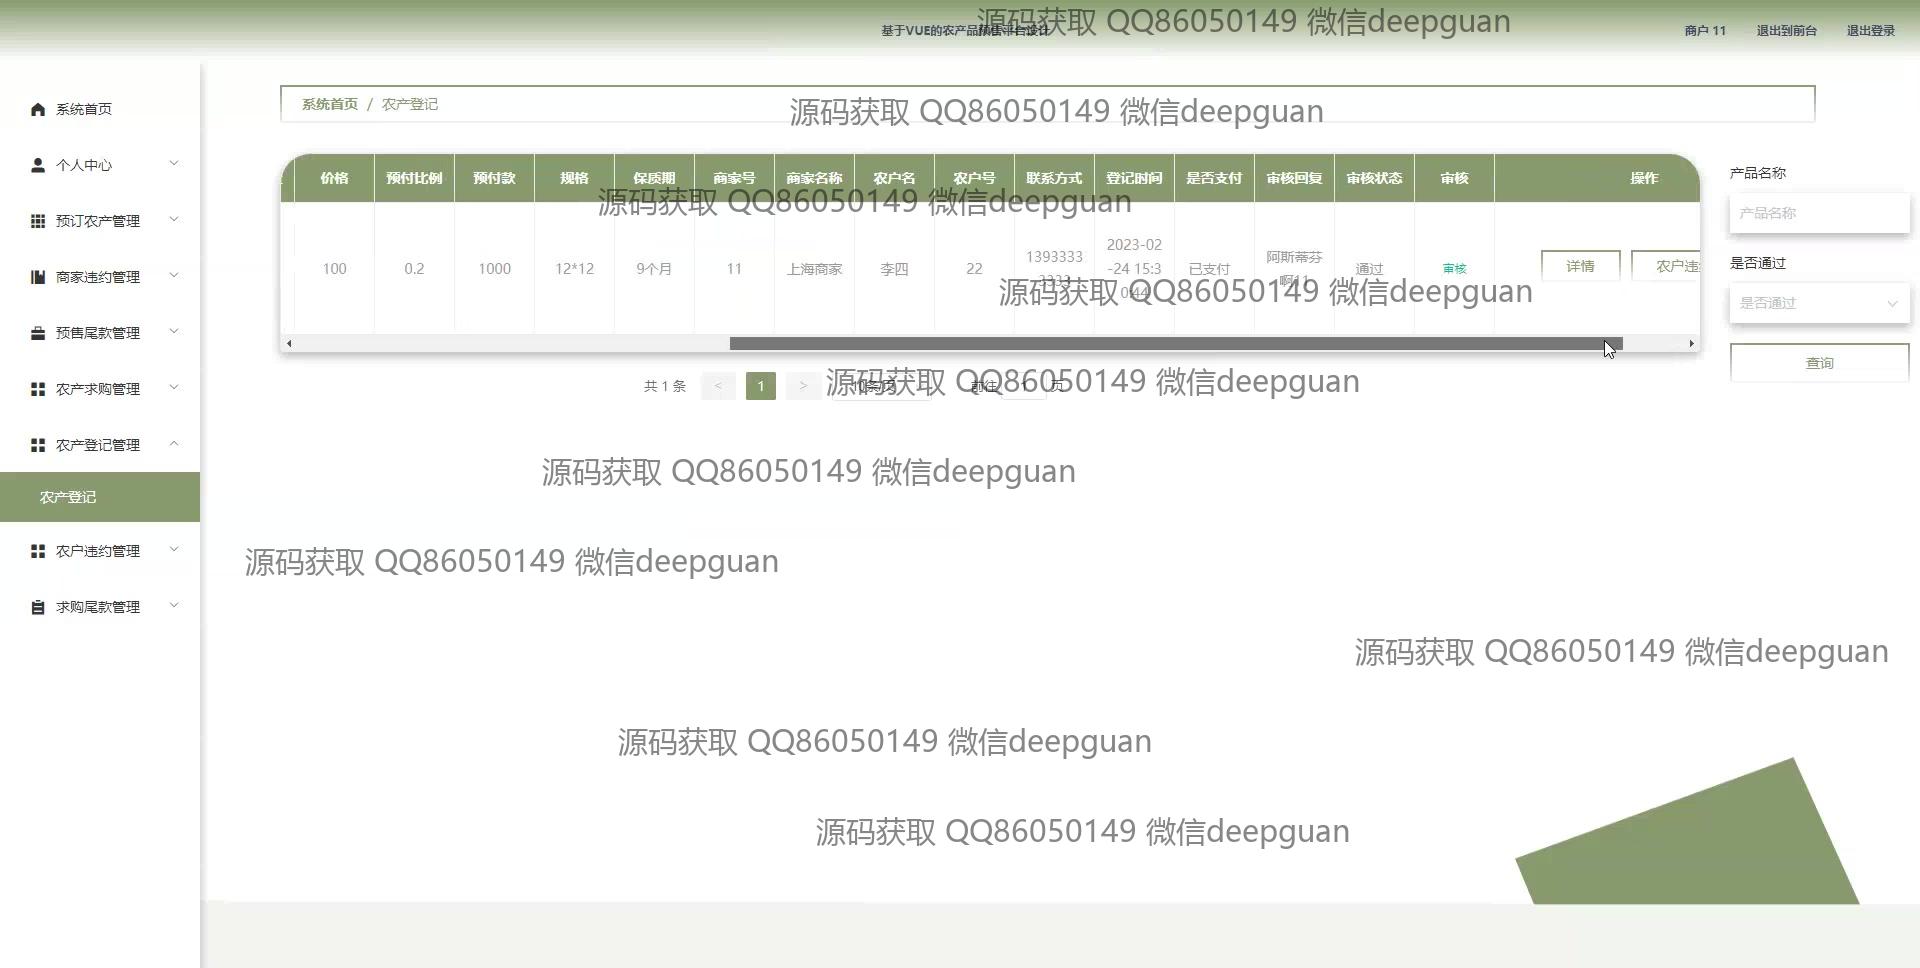 基于VUE的农产品预售平台设计
源码获取 QQ86050149 微信deepguan
商户 11
退出到前台
退出登录
系统首页
个人中心
预订农产管理
商家违约管理
预售尾款管理
农产求购管理
农产登记管理
农产登记
农户违约管理
求购尾款管理
系统首页 / 农产登记
源码获取 QQ86050149 微信deepguan
价格 预付比例 预付款 规格 保质期 商家号 商家名称 农户名 农户号 联系方式 登记时间 是否支付 审核回复 审核状态 审核 操作
源码获取 QQ86050149 微信deepguan
100 0.2 1000 12*12 9个月 11 上海商家 李四 22 1393333 3333 2023-02 -24 15:3 0:44 已支付 阿斯蒂芬 啊11 通过 审核 详情 农户违
源码获取 QQ86050149 微信deepguan
产品名称
产品名称
是否通过
是否通过
查询
共 1 条 < 1 > 10条/页 前往 1 页
源码获取 QQ86050149 微信deepguan
源码获取 QQ86050149 微信deepguan
源码获取 QQ86050149 微信deepguan
源码获取 QQ86050149 微信deepguan
源码获取 QQ86050149 微信deepguan
源码获取 QQ86050149 微信deepguan